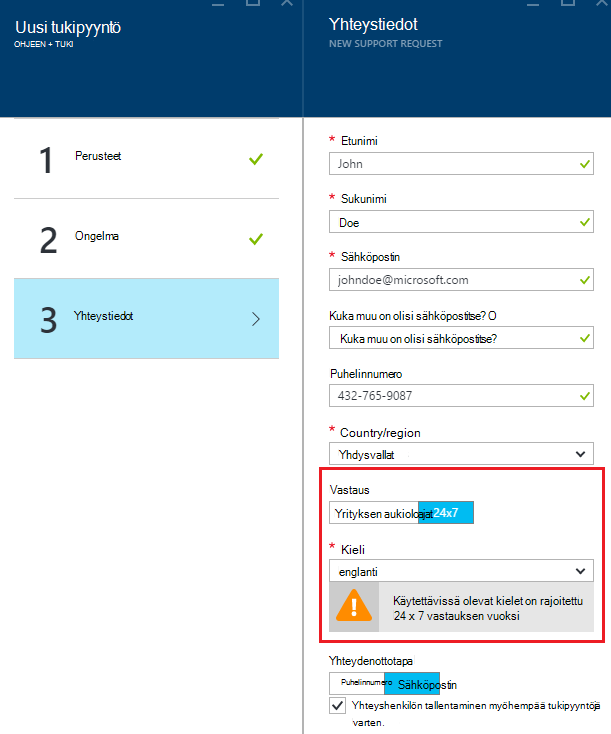 Uusi tukipyyntö
OHJEEN + TUKI
1 Perusteet
2 Ongelma
3 Yhteystiedot
Yhteystiedot
NEW SUPPORT REQUEST
* Etunimi
John
* Sukunimi
Doe
* Sähköpostin
johndoe@microsoft.com
Kuka muu on olisi sähköpostitse? O
Kuka muu on olisi sähköpostitse?
Puhelinnumero
432-765-9087
* Country/region
Yhdysvallat
Vastaus
Yrityksen aukioloajat 24x7
* Kieli
englanti
Käytettävissä olevat kielet on rajoitettu
24 x 7 vastauksen vuoksi
Yhteydenottotapa
Puhelinnumero Sähköpostin
Yhteyshenkilön tallentaminen myöhempää tukipyyntöjä
varten.